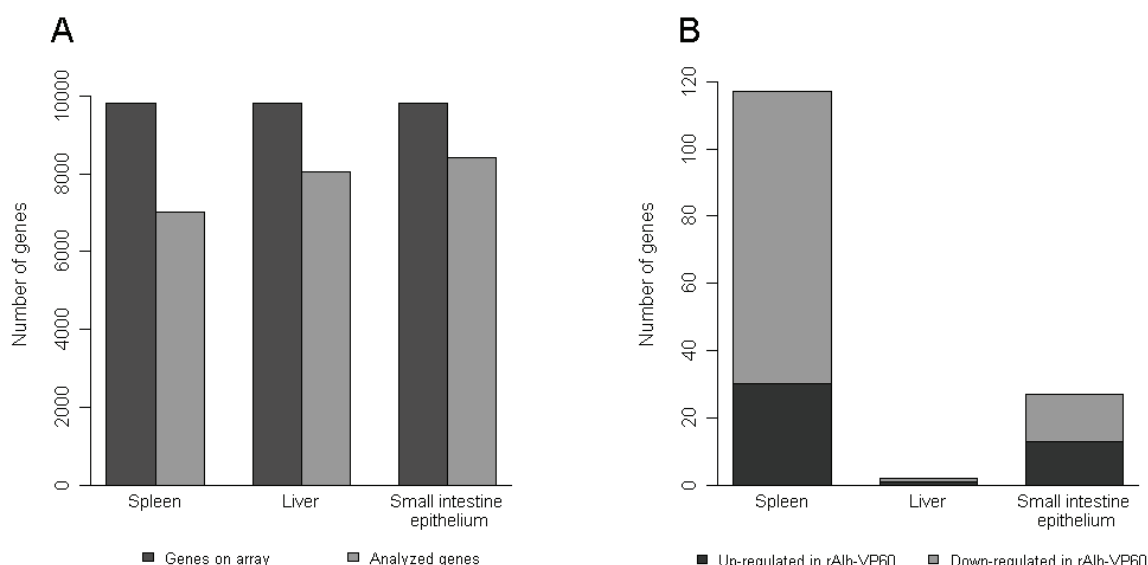 A
Number of genes
0
2000
4000
6000
8000
10000
Spleen
Liver
Small intestine
epithelium
Genes on array
Analyzed genes
B
Number of genes
0
20
40
60
80
100
120
Spleen
Liver
Small intestine
epithelium
Up-regulated in rAlh-VP60
Down-regulated in rAlh-VP60